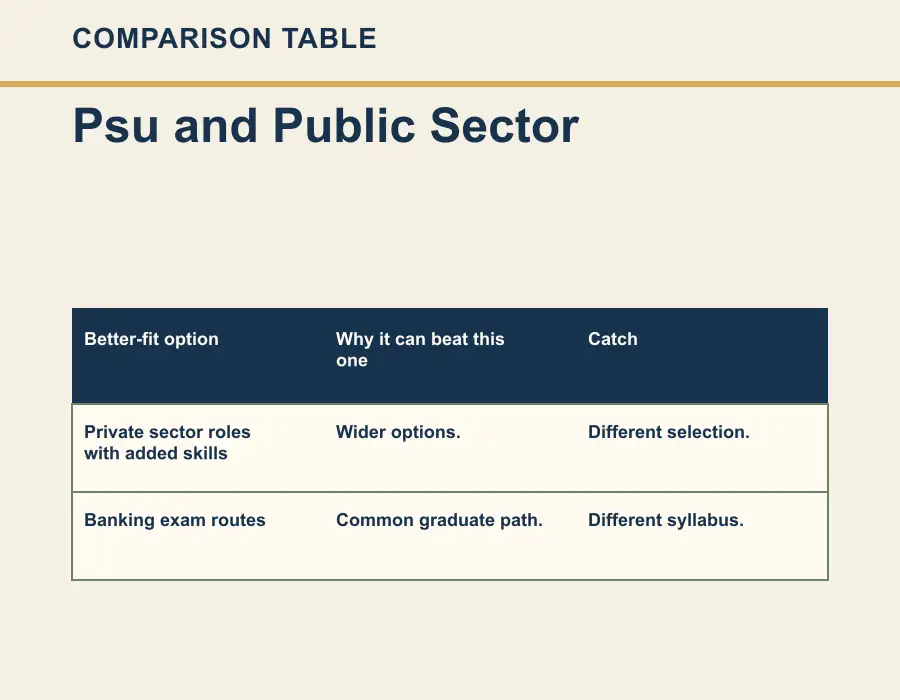 COMPARISON TABLE
Psu and Public Sector
Better-fit option
Why it can beat this
one
Catch
Private sector roles
with added skills
Wider options.
Different selection.
Banking exam routes
Common graduate path.
Different syllabus.